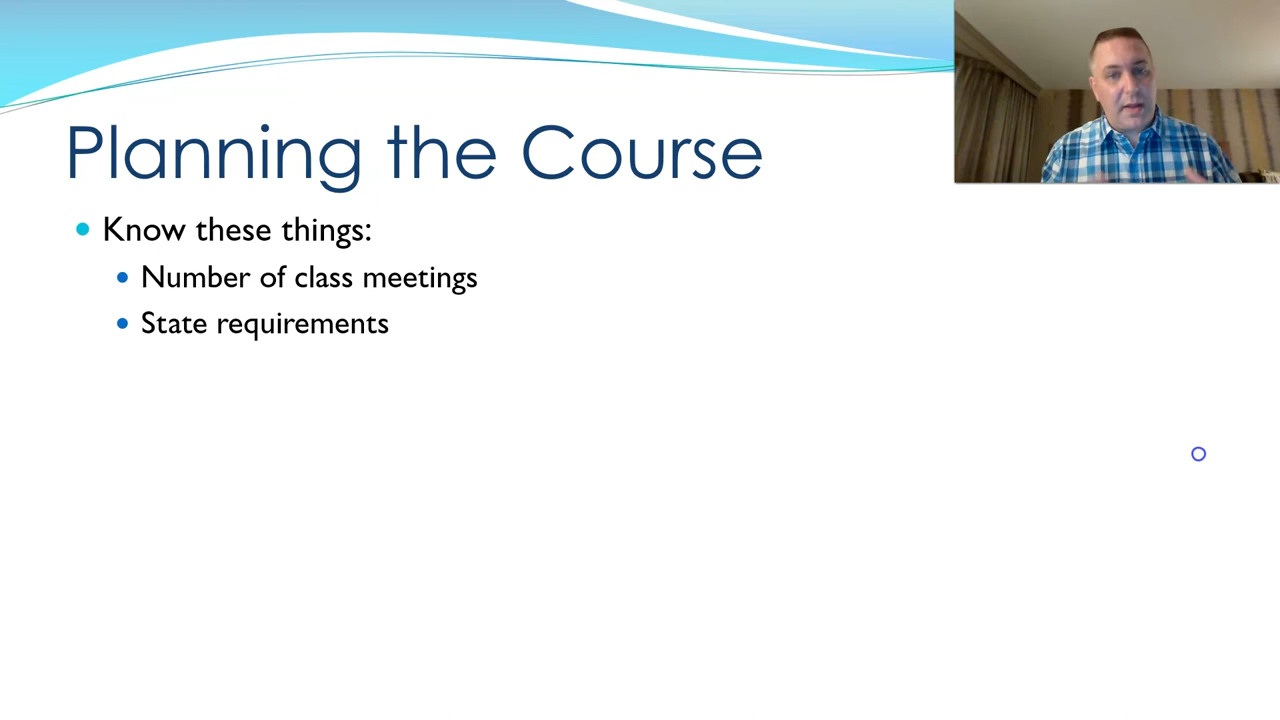 Planning the Course
Know these things:
Number of class meetings
State requirements